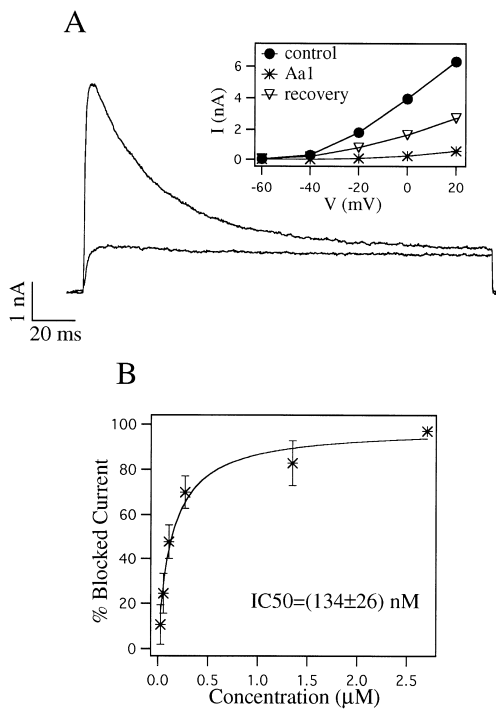 A
control
Aa1
recovery
I (nA)
6
4
2
0
-60 -40 -20 0 20
V (mV)
1 nA
20 ms
B
% Blocked Current
100
80
60
40
20
0
IC50=(134±26) nM
0.0 0.5 1.0 1.5 2.0 2.5
Concentration (μM)